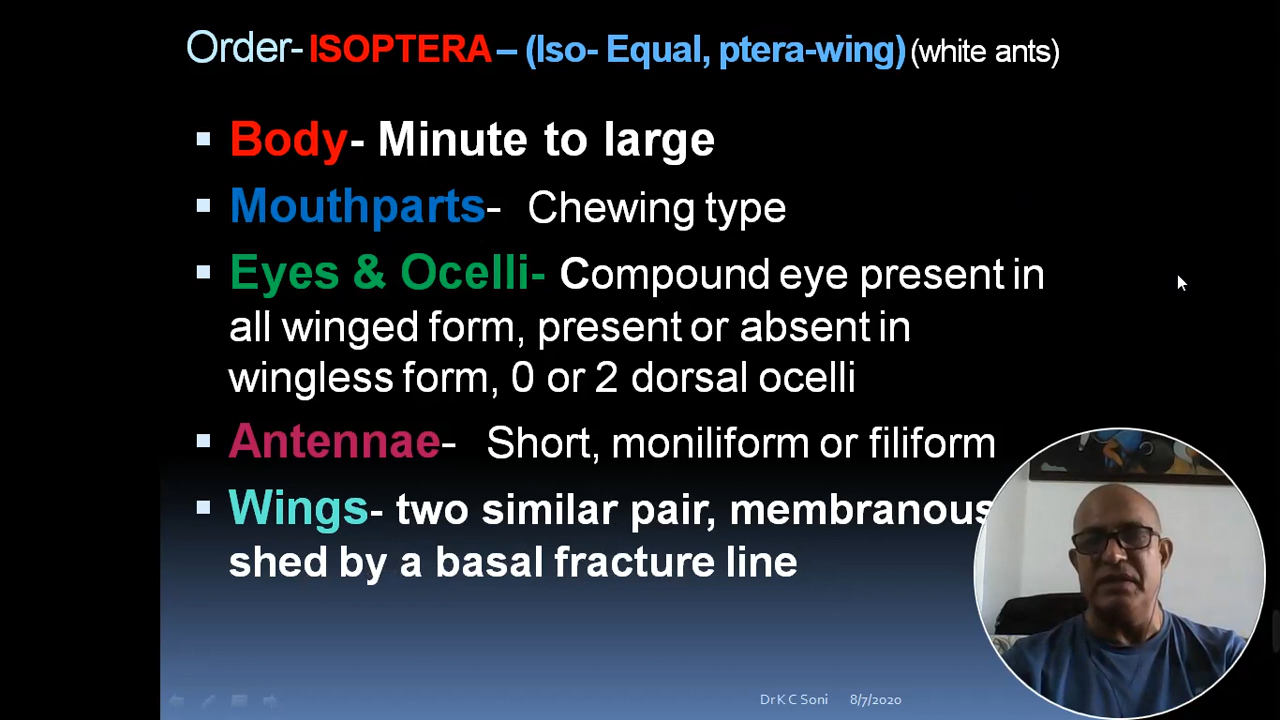 Order- ISOPTERA – (Iso- Equal, ptera-wing) (white ants)
Body- Minute to large
Mouthparts- Chewing type
Eyes & Ocelli- Compound eye present in
all winged form, present or absent in
wingless form, 0 or 2 dorsal ocelli
Antennae- Short, moniliform or filiform
Wings- two similar pair, membranous
shed by a basal fracture line
Dr K C Soni 8/7/2020